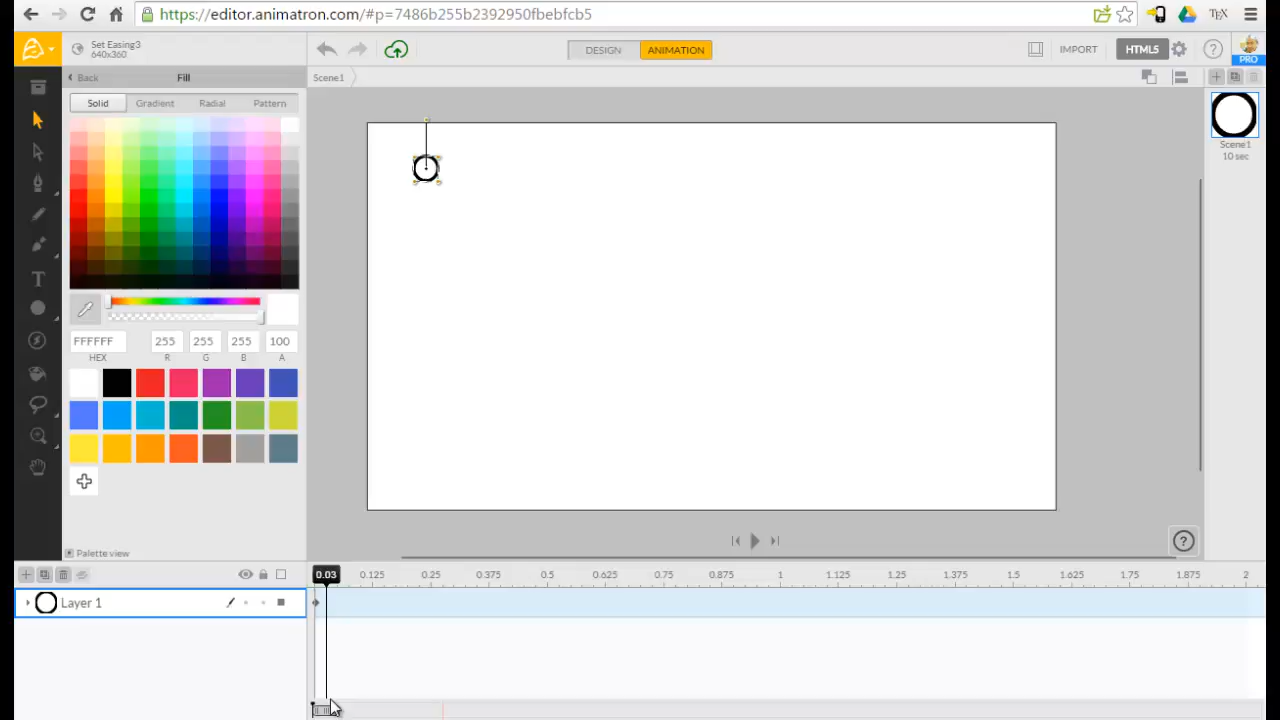 https://editor.animatron.com/#p=7486b255b2392950fbebfcb5
TEX
Set Easing3
640x360
DESIGN
ANIMATION
IMPORT
HTML5
?
PRO
Back
Fill
Scene1
Solid
Gradient
Radial
Pattern
Scene1
10 sec
FFFFFF
255
255
255
100
HEX
R
G
B
A
Palette view
?
0.03
0.125
0.25
0.375
0.5
0.625
0.75
0.875
1
1.125
1.25
1.375
1.5
1.625
1.75
1.875
2
Layer 1
T